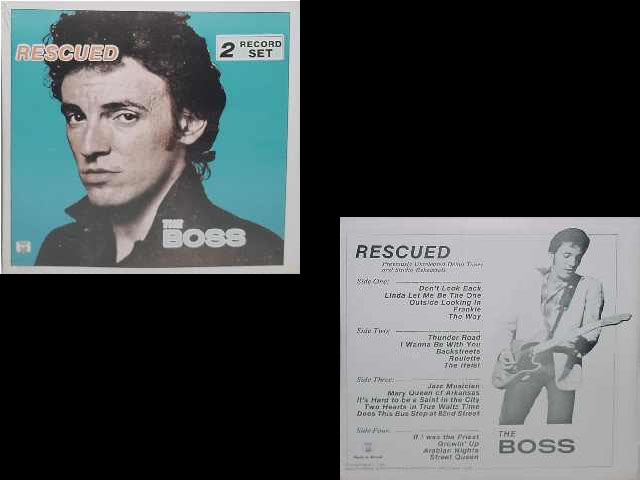 RESCUED
2 RECORD
SET
THE
BOSS
RESCUED
Previously Unreleased Demo Tapes
and Studio Rehearsals
Side One:
Don't Look Back
Linda Let Me Be The One
Outside Looking In
Frankie
The Way
Side Two:
Thunder Road
I Wanna Be With You
Backstreets
Roulette
The Heist
Side Three:
Jazz Musician
Mary Queen of Arkansas
It's Hard to be a Saint in the City
Two Hearts in True Waltz Time
Does This Bus Stop at 82nd Street
Side Four:
If I was the Priest
Growin' Up
Arabian Nights
Street Queen
THE
BOSS